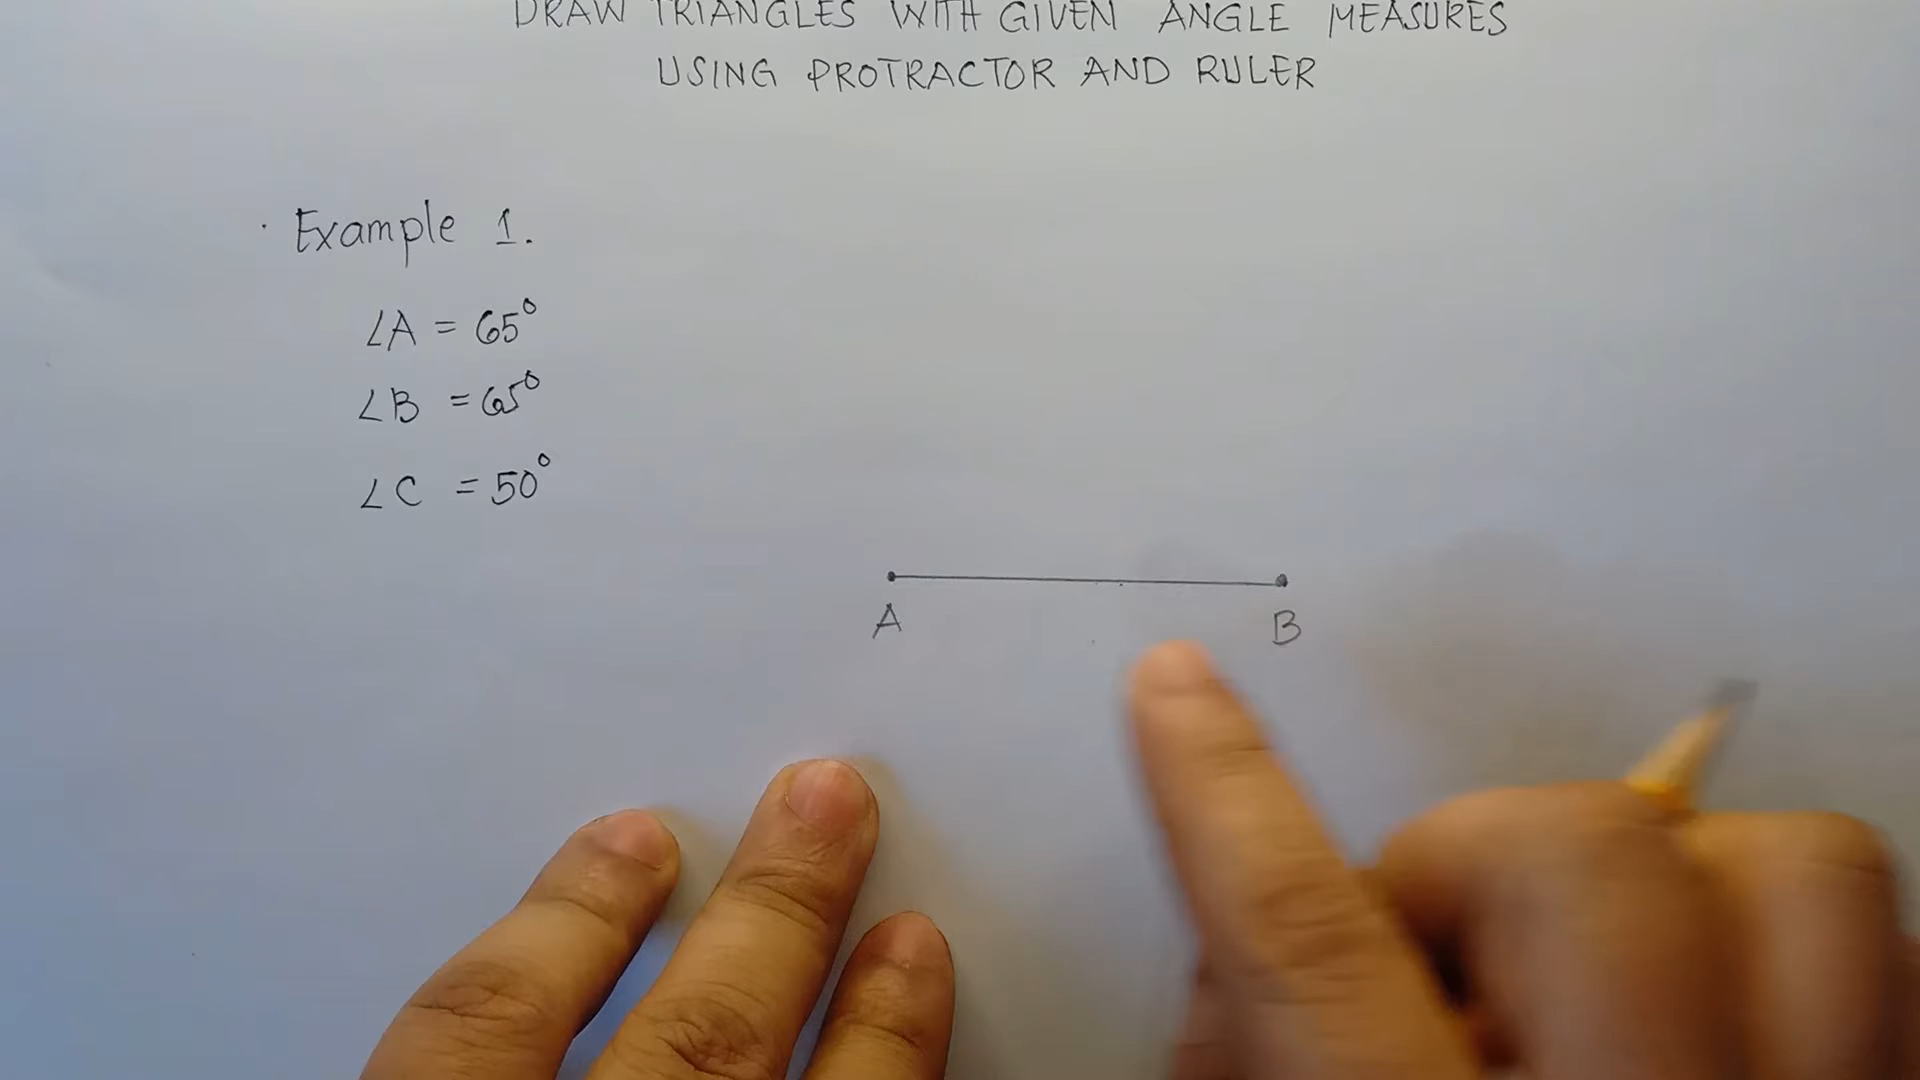 DRAW TRIANGLES WITH GIVEN ANGLE MEASURES
USING PROTRACTOR AND RULER
Example 1.
∠A = 65°
∠B = 65°
∠C = 50°
A B